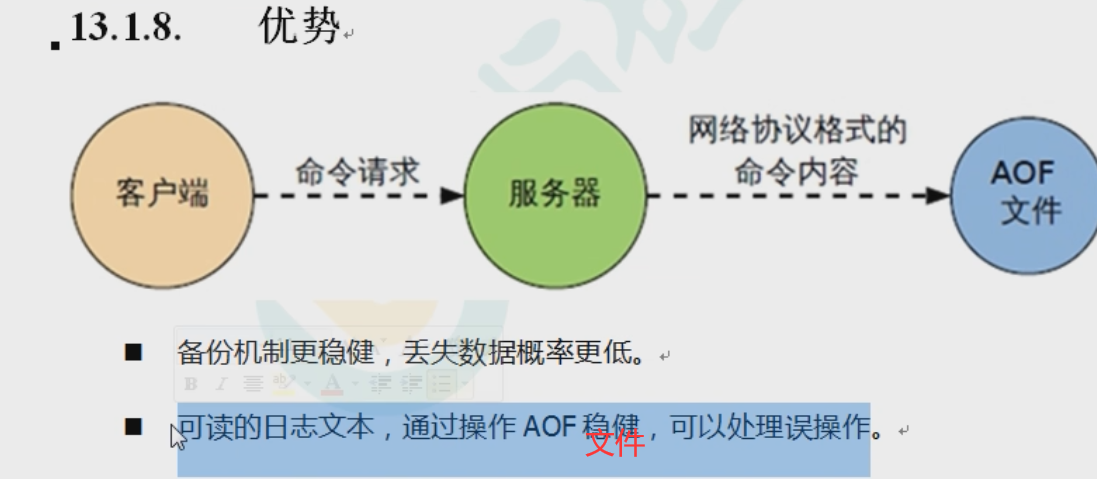 13.1.8. 优势
网络协议格式的
命令请求
命令内容
客户端
服务器
AOF
文件
备份机制更稳健，丢失数据概率更低。
B I ab A
可读的日志文本，通过操作 AOF 稳健，可以处理误操作。
文件